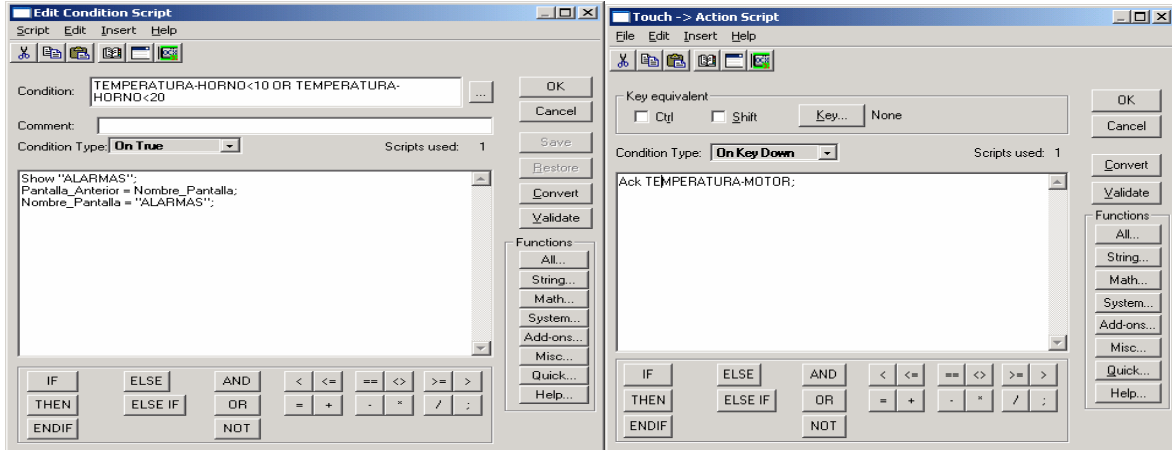 Edit Condition Script
Script Edit Insert Help
Condition: TEMPERATURA-HORNO<10 OR TEMPERATURA-
HORNO<20
...
Comment:
Condition Type: On True
Scripts used: 1
Show "ALARMAS";
Pantalla_Anterior = Nombre_Pantalla;
Nombre_Pantalla = "ALARMAS";
OK
Cancel
Save
Restore
Convert
Validate
Functions
All...
String...
Math...
System...
Add-ons...
Misc...
Quick...
Help...
IF ELSE AND < <= == <> >= >
THEN ELSE IF OR = + - * / ;
ENDIF NOT
Touch -> Action Script
File Edit Insert Help
Key equivalent
Ctrl Shift Key... None
Condition Type: On Key Down
Scripts used: 1
Ack TEMPERATURA-MOTOR;
OK
Cancel
Convert
Validate
Functions
All...
String...
Math...
System...
Add-ons...
Misc...
Quick...
Help...
IF ELSE AND < <= == <> >= >
THEN ELSE IF OR = + - * / ;
ENDIF NOT